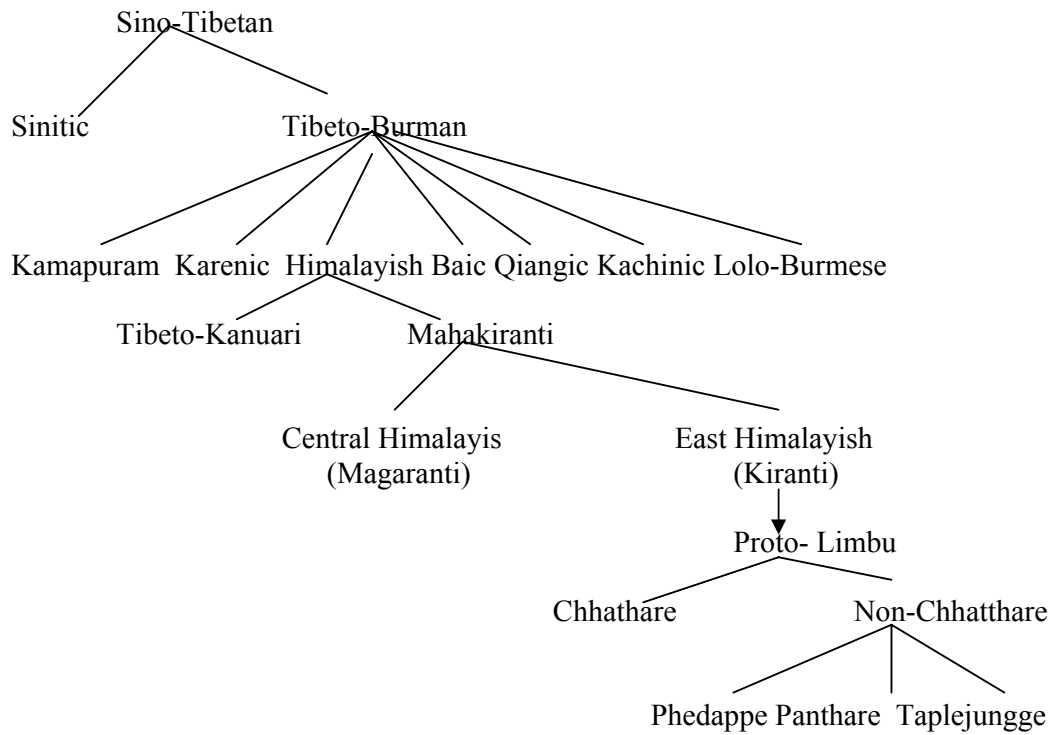 Sino-Tibetan
Sinitic Tibeto-Burman
Kamapuram Karenic Himalayish Baic Qiangic Kachinic Lolo-Burmese
Tibeto-Kanuari Mahakiranti
Central Himalayis East Himalayish
(Magaranti) (Kiranti)
Proto- Limbu
Chhathare Non-Chhatthare
Phedappe Panthare Taplejungge